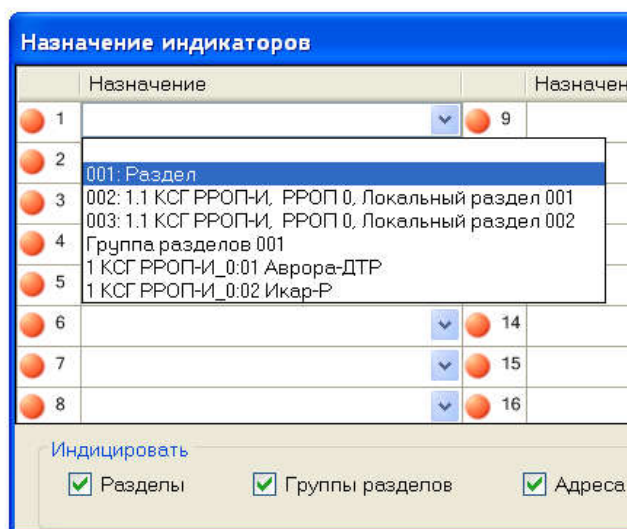 Назначение индикаторов
Назначение Назначен
1 9
2
001: Раздел
3 002: 1.1 КСГ РРОП-И, РРОП 0, Локальный раздел 001
003: 1.1 КСГ РРОП-И, РРОП 0, Локальный раздел 002
4 Группа разделов 001
1 КСГ РРОП-И_0:01 Аврора-ДТР
5 1 КСГ РРОП-И_0:02 Икар-Р
6 14
7 15
8 16
Индицировать
Разделы Группы разделов Адреса